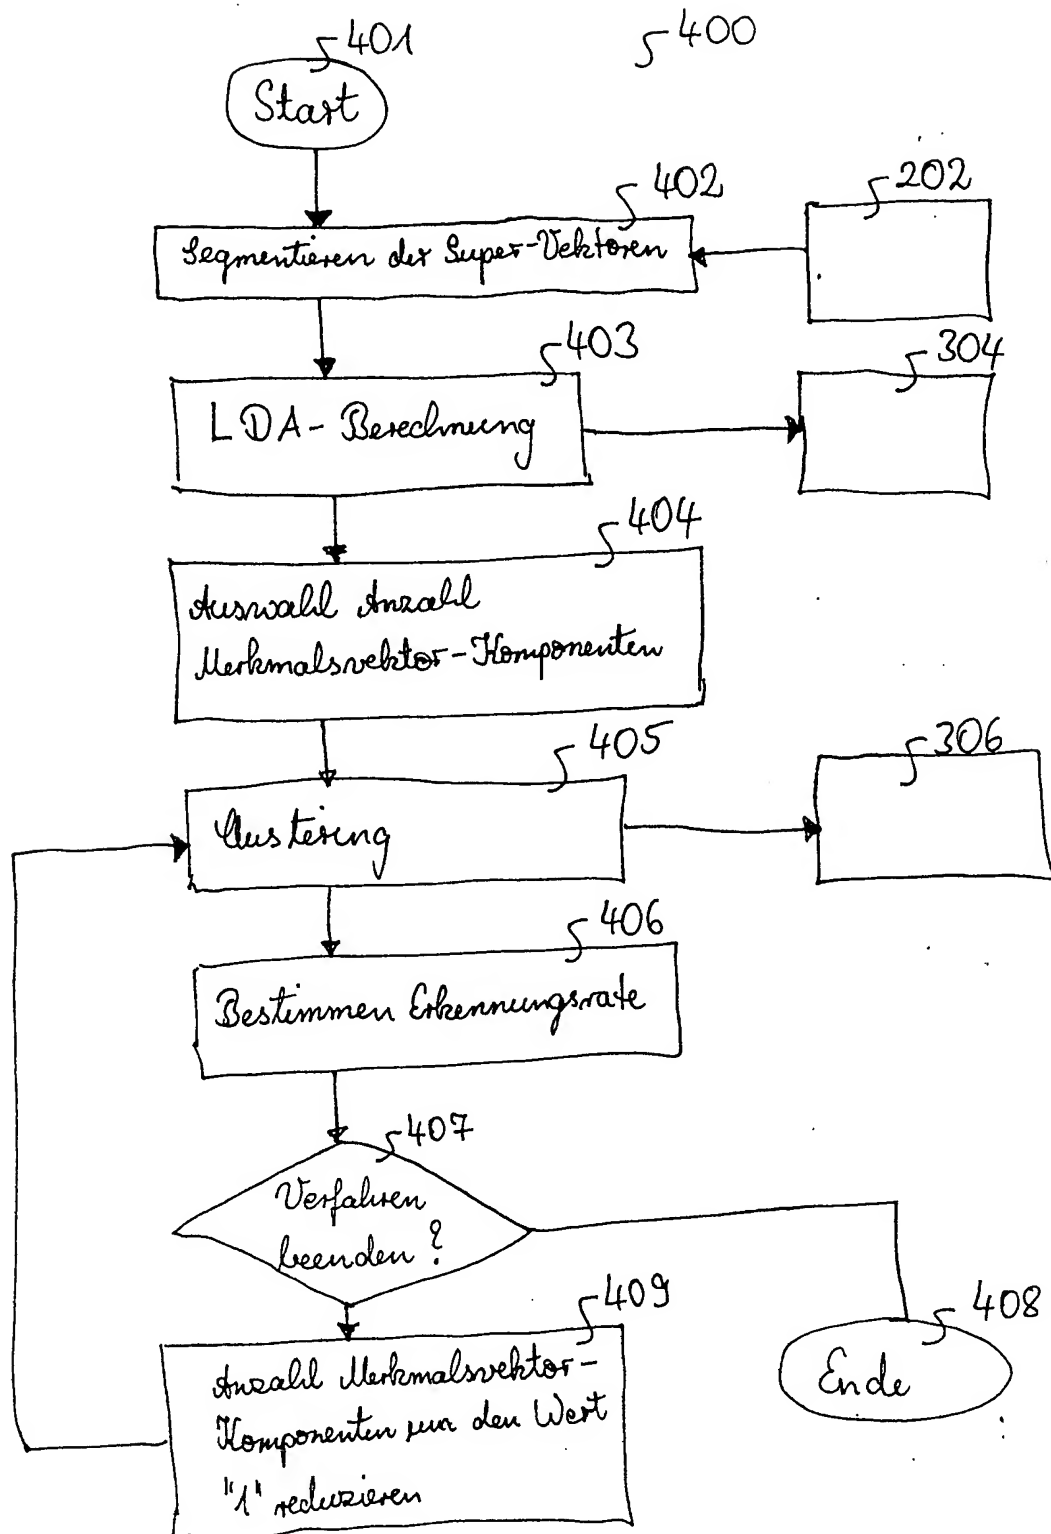 401
400
Start
402
202
Segmentieren der Super-Vektoren
403
304
LDA-Berechnung
404
Auswahl Anzahl
Merkmalsvektor-Komponenten
405
306
Clustering
406
Bestimmen Erkennungsrate
407
Verfahren
beenden?
409
408
Ende
Anzahl Merkmalsvektor-
Komponenten um den Wert
"1" reduzieren